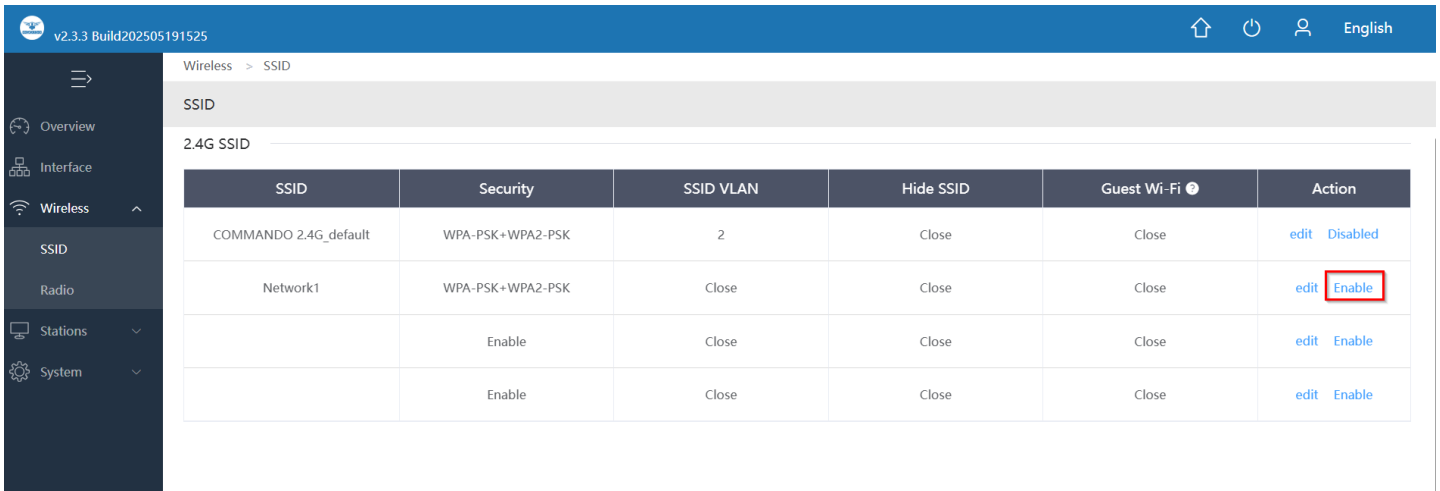 v2.3.3 Build202505191525
English
Wireless > SSID
SSID
Overview
Interface
Wireless
SSID
Radio
Stations
System
2.4G SSID
SSID Security SSID VLAN Hide SSID Guest Wi-Fi ? Action
COMMANDO 2.4G_default WPA-PSK+WPA2-PSK 2 Close Close edit Disabled
Network1 WPA-PSK+WPA2-PSK Close Close Close edit Enable
Enable Close Close Close edit Enable
Enable Close Close Close edit Enable